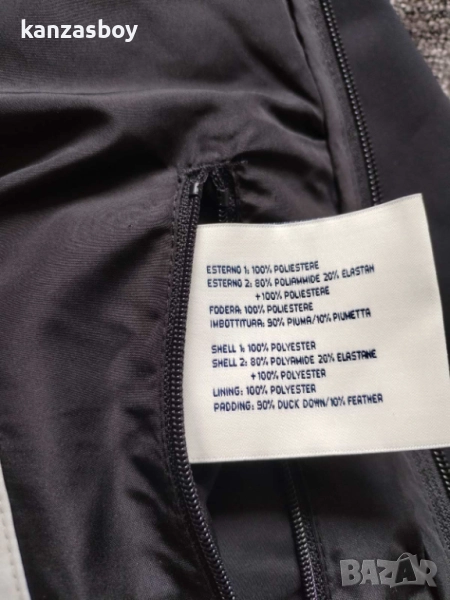 kanzasboy
ESTERNO 1: 100% POLIESTERE
ESTERNO 2: 80% POLIAMMIDE 20% ELASTAN
+100% POLIESTERE
FODERA: 100% POLIESTERE
IMBOTTITURA: 90% PIUMA/10% PIUMETTA
SHELL 1: 100% POLYESTER
SHELL 2: 80% POLYAMIDE 20% ELASTANE
+100% POLYESTER
LINING: 100% POLYESTER
PADDING: 90% DUCK DOWN/10% FEATHER
BAZAR